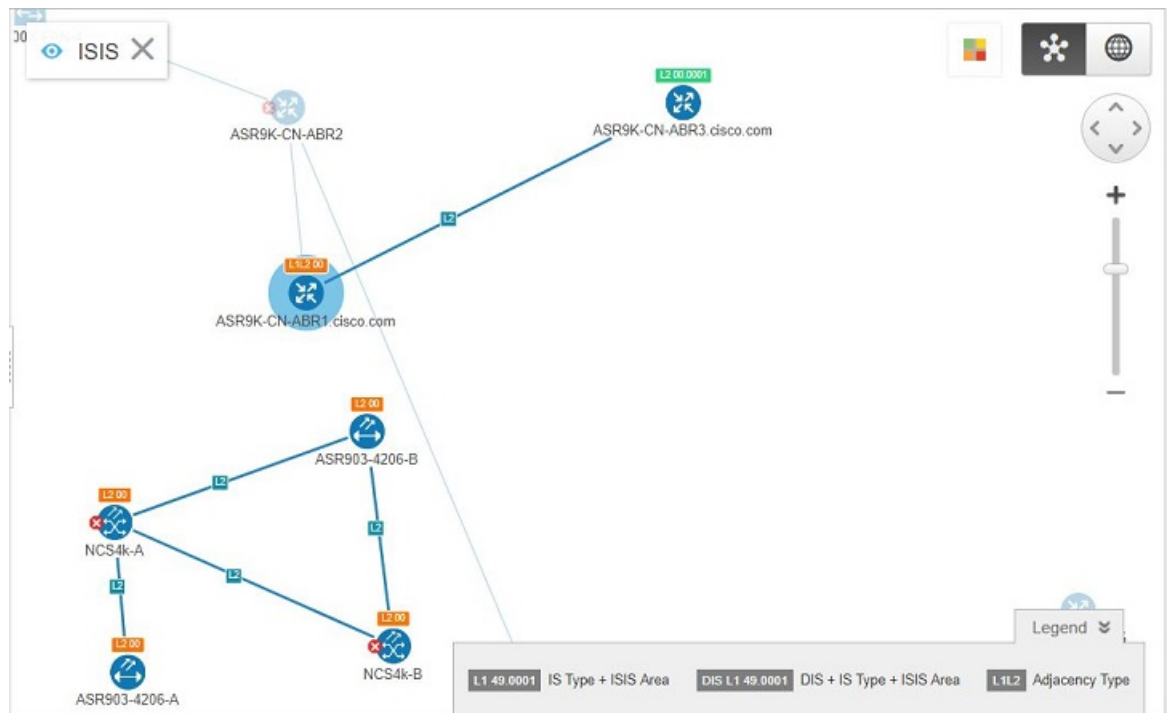 00
ISIS
L2 00.0001
ASR9K-CN-ABR2
ASR9K-CN-ABR3.cisco.com
L2
L1L2 00
ASR9K-CN-ABR1.cisco.com
L2 00
ASR903-4206-B
L2
L2 00
L2
NCS4k-A
L2
L2
L2 00
L2 00
NCS4k-B
ASR903-4206-A
Legend
L1 49.0001 IS Type + ISIS Area
DIS L1 49.0001 DIS + IS Type + ISIS Area
L1L2 Adjacency Type